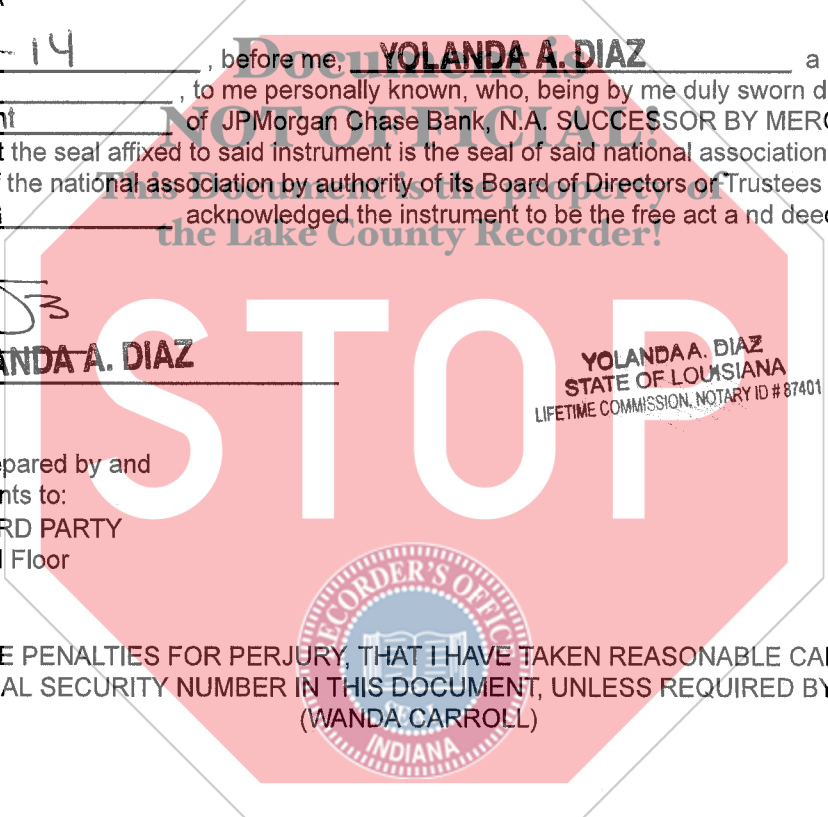 -14 , before me, YOLANDA A. DIAZ a
, to me personally known, who, being by me duly sworn d
nt of JPMorgan Chase Bank, N.A. SUCCESSOR BY MERG
t the seal affixed to said instrument is the seal of said national association
f the national association by authority of its Board of Directors or Trustees
acknowledged the instrument to be the free act a nd deed
Document is
NOT OFFICIAL!
This Document is the property of
the Lake County Recorder!
STOP
ANDA A. DIAZ
YOLANDA A. DIAZ
STATE OF LOUISIANA
LIFETIME COMMISSION, NOTARY ID # 87401
epared by and
nts to:
RD PARTY
Floor
RECORDER'S OFFICE
E PENALTIES FOR PERJURY, THAT I HAVE TAKEN REASONABLE CAR
AL SECURITY NUMBER IN THIS DOCUMENT, UNLESS REQUIRED BY
(WANDA CARROLL)
SEAL
INDIANA